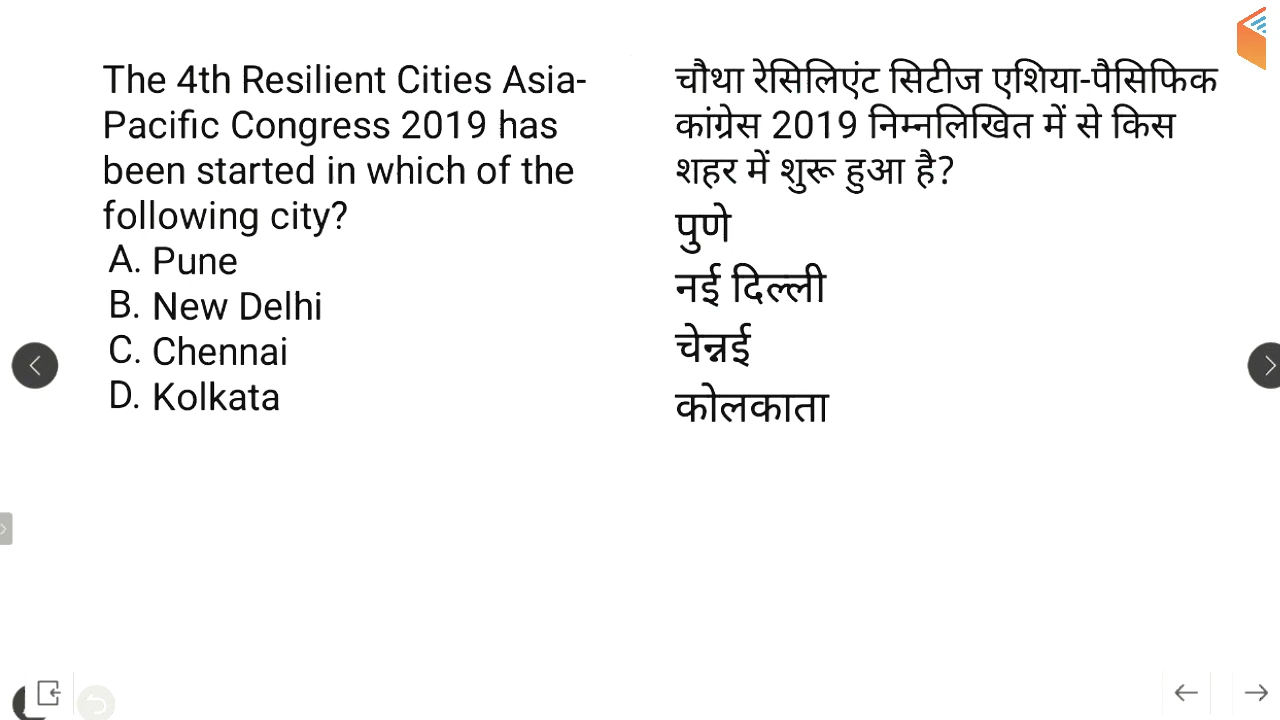 The 4th Resilient Cities Asia-
Pacific Congress 2019 has
been started in which of the
following city?
A. Pune
B. New Delhi
C. Chennai
D. Kolkata
चौथा रेसिलिएंट सिटीज एशिया-पैसिफिक
कांग्रेस 2019 निम्नलिखित में से किस
शहर में शुरू हुआ है?
पुणे
नई दिल्ली
चेन्नई
कोलकाता